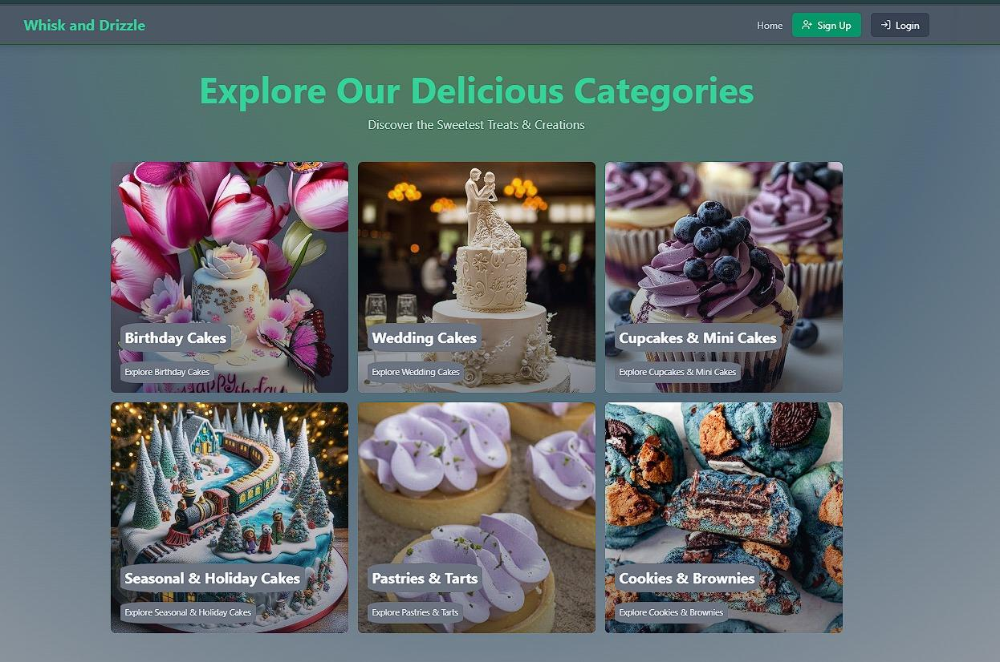 Whisk and Drizzle
Home
Sign Up
Login
Explore Our Delicious Categories
Discover the Sweetest Treats & Creations
Birthday Cakes
Explore Birthday Cakes
Wedding Cakes
Explore Wedding Cakes
Cupcakes & Mini Cakes
Explore Cupcakes & Mini Cakes
Seasonal & Holiday Cakes
Explore Seasonal & Holiday Cakes
Pastries & Tarts
Explore Pastries & Tarts
Cookies & Brownies
Explore Cookies & Brownies